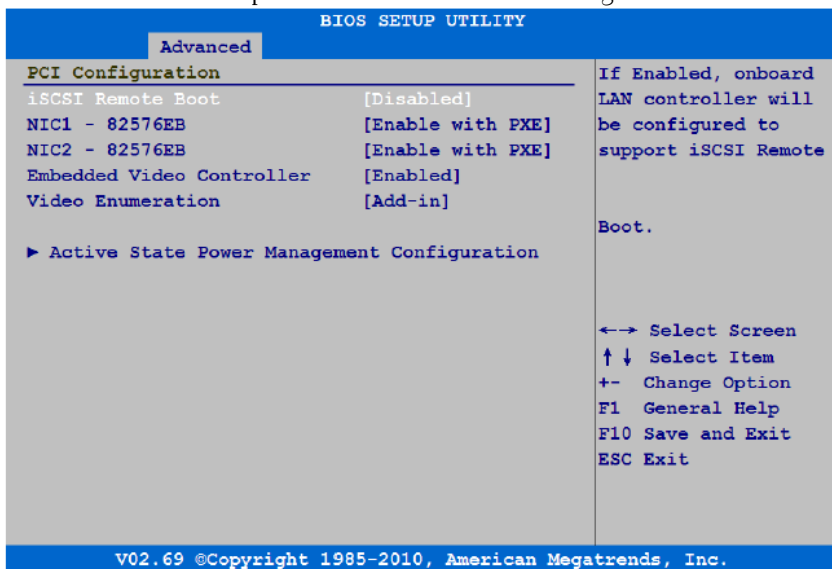 BIOS SETUP UTILITY
Advanced
PCI Configuration
iSCSI Remote Boot [Disabled]
NIC1 - 82576EB [Enable with PXE]
NIC2 - 82576EB [Enable with PXE]
Embedded Video Controller [Enabled]
Video Enumeration [Add-in]
► Active State Power Management Configuration
If Enabled, onboard
LAN controller will
be configured to
support iSCSI Remote
Boot.
←→ Select Screen
↑↓ Select Item
+- Change Option
F1 General Help
F10 Save and Exit
ESC Exit
V02.69 ©Copyright 1985-2010, American Megatrends, Inc.